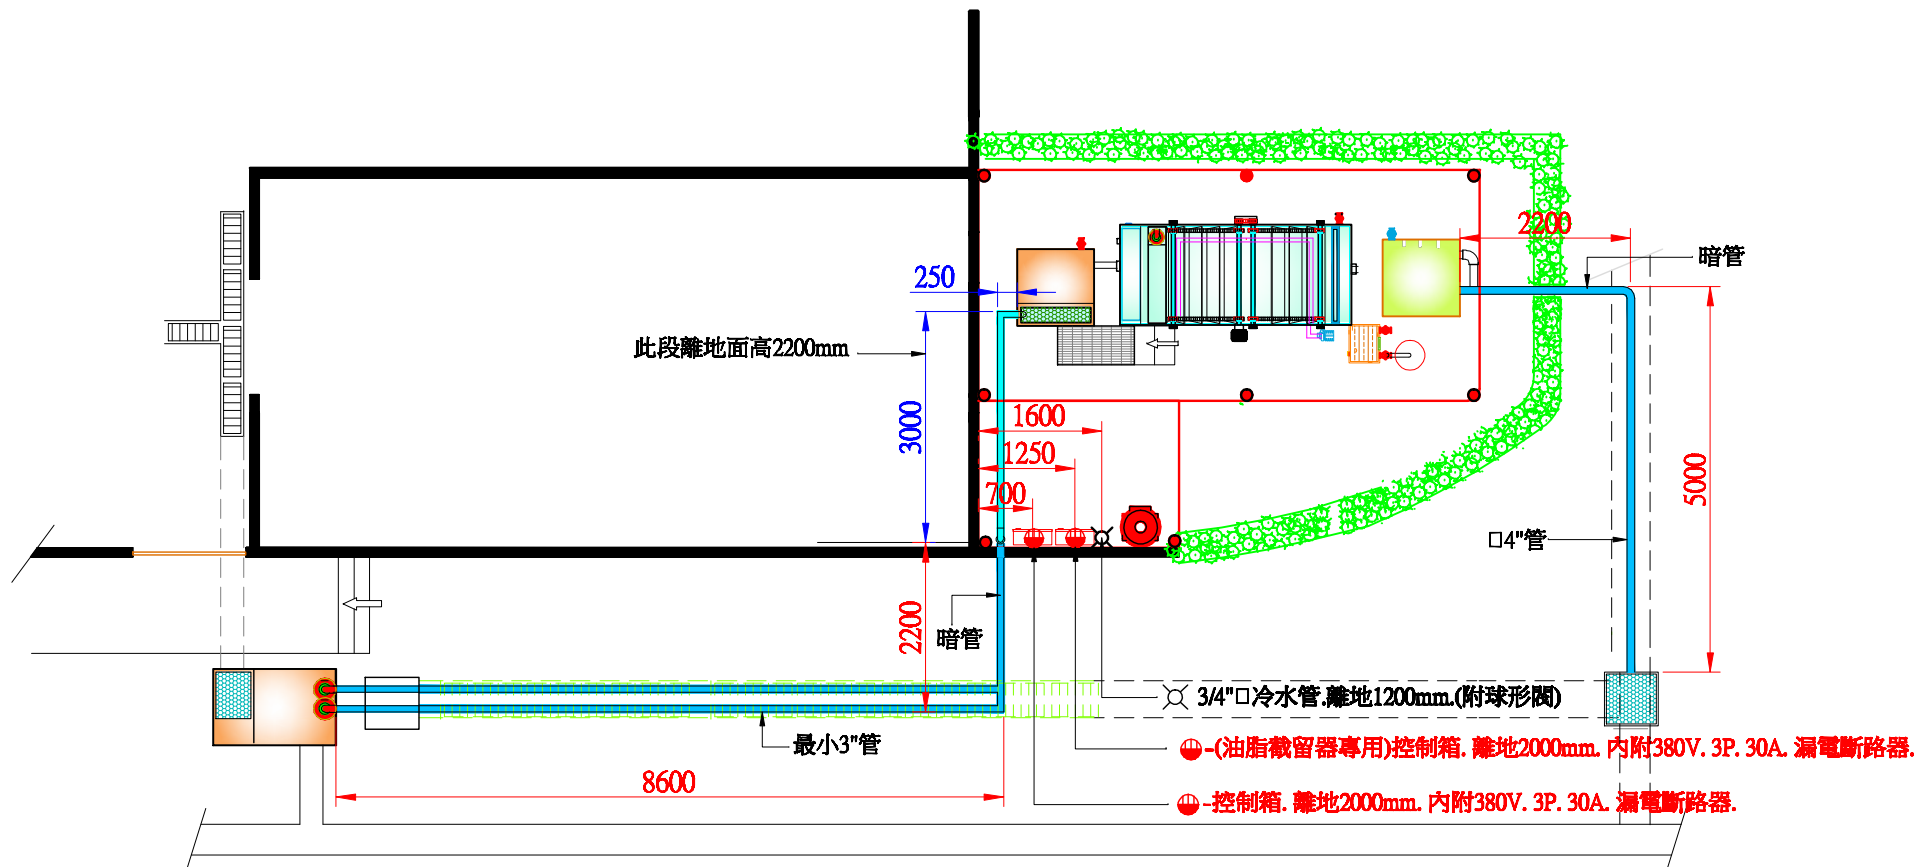 2200
暗管
250
此段離地面高2200mm
3000
1600
1250
700
5000
□4"管
2200
暗管
3/4"□冷水管.離地1200mm.(附球形閥)
最小3"管
-(油脂截留器專用)控制箱. 離地2000mm. 內附380V. 3P. 30A. 漏電斷路器.
8600
-控制箱. 離地2000mm. 內附380V. 3P. 30A. 漏電斷路器.